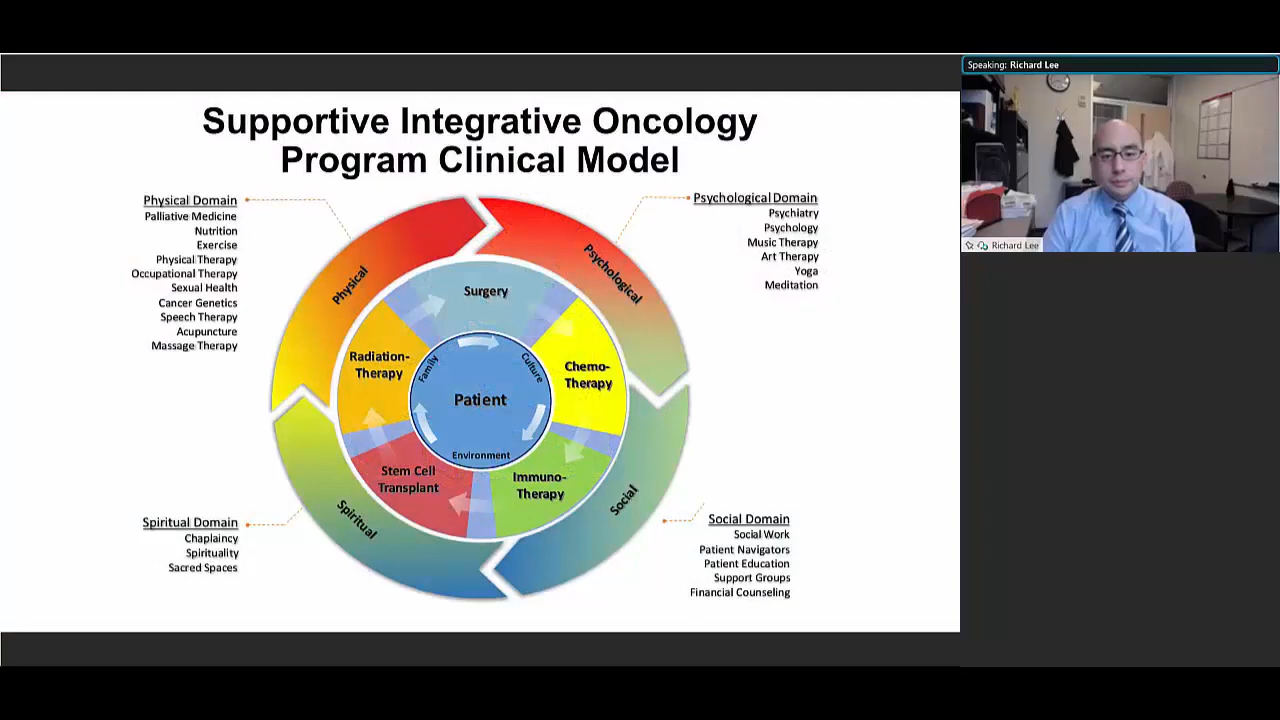 Speaking: Richard Lee
Richard Lee
Supportive Integrative Oncology
Program Clinical Model
Physical Domain
Palliative Medicine
Nutrition
Exercise
Physical Therapy
Occupational Therapy
Sexual Health
Cancer Genetics
Speech Therapy
Acupuncture
Massage Therapy
Psychological Domain
Psychiatry
Psychology
Music Therapy
Art Therapy
Yoga
Meditation
Physical
Psychological
Surgery
Radiation-
Therapy
Chemo-
Therapy
Family
Culture
Patient
Environment
Stem Cell
Transplant
Immuno-
Therapy
Spiritual
Social
Spiritual Domain
Chaplaincy
Spirituality
Sacred Spaces
Social Domain
Social Work
Patient Navigators
Patient Education
Support Groups
Financial Counseling